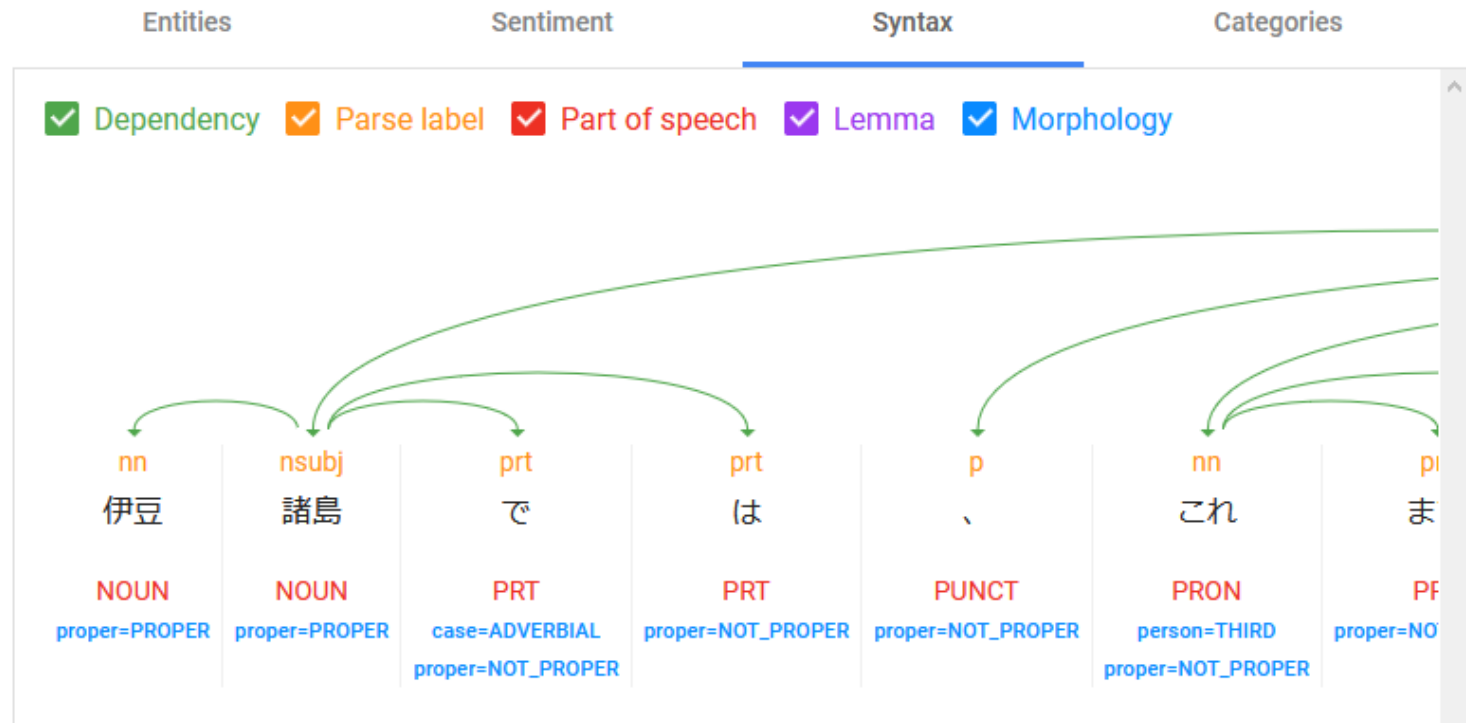 Entities Sentiment Syntax Categories
Dependency Parse label Part of speech Lemma Morphology
nn nsubj prt prt p nn
伊豆 諸島 で は 、 これ ま
NOUN NOUN PRT PRT PUNCT PRON
proper=PROPER proper=PROPER case=ADVERBIAL proper=NOT_PROPER proper=NOT_PROPER person=THIRD
proper=NOT_PROPER proper=NOT_PROPER